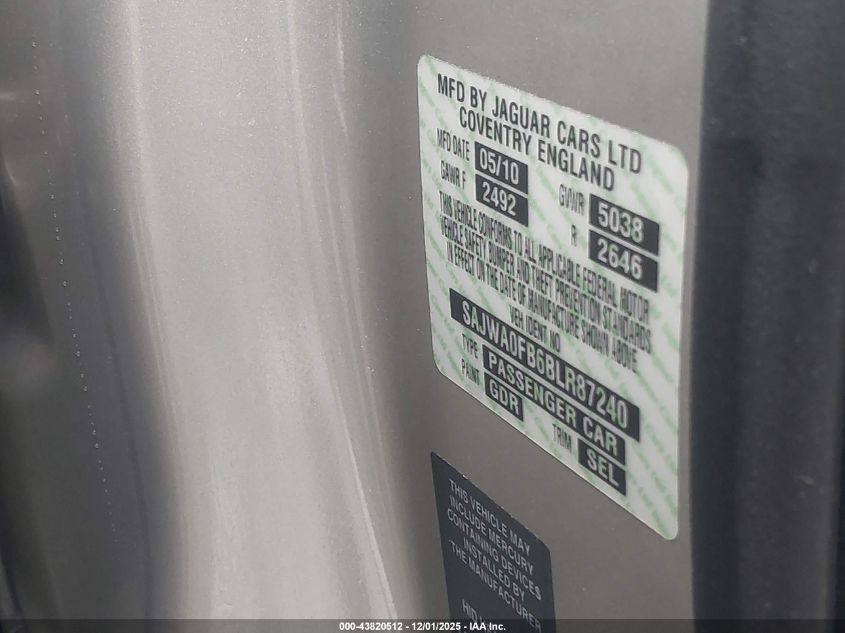 MFD BY JAGUAR CARS LTD
COVENTRY ENGLAND
MFD DATE 05/10 GVWR 5038
GAWR F 2492 R 2646
THIS VEHICLE CONFORMS TO ALL APPLICABLE FEDERAL MOTOR
VEHICLE SAFETY BUMPER AND THEFT PREVENTION STANDARDS
IN EFFECT ON THE DATE OF MANUFACTURE SHOWN ABOVE
VEH IDENT NO
SAJWA0FB6BLR87240
TYPE PASSENGER CAR
PAINT GDR TRIM SEL
THIS VEHICLE MAY
INCLUDE MERCURY
CONTAINING DEVICES
INSTALLED BY
THE MANUFACTURER
000-43820512 - 12/01/2025 - IAA Inc.